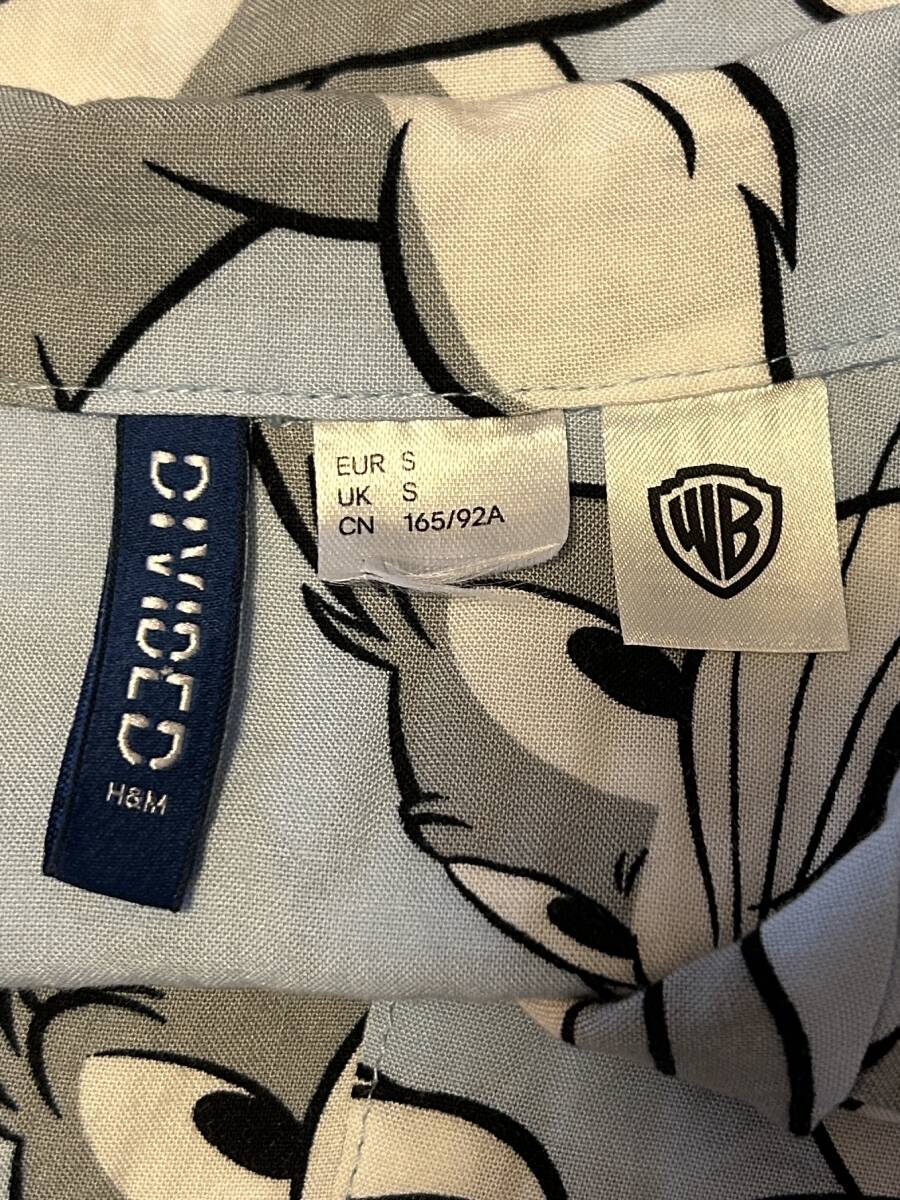 DIVIDED
H&M
EUR S
UK S
CN 165/92A
WB